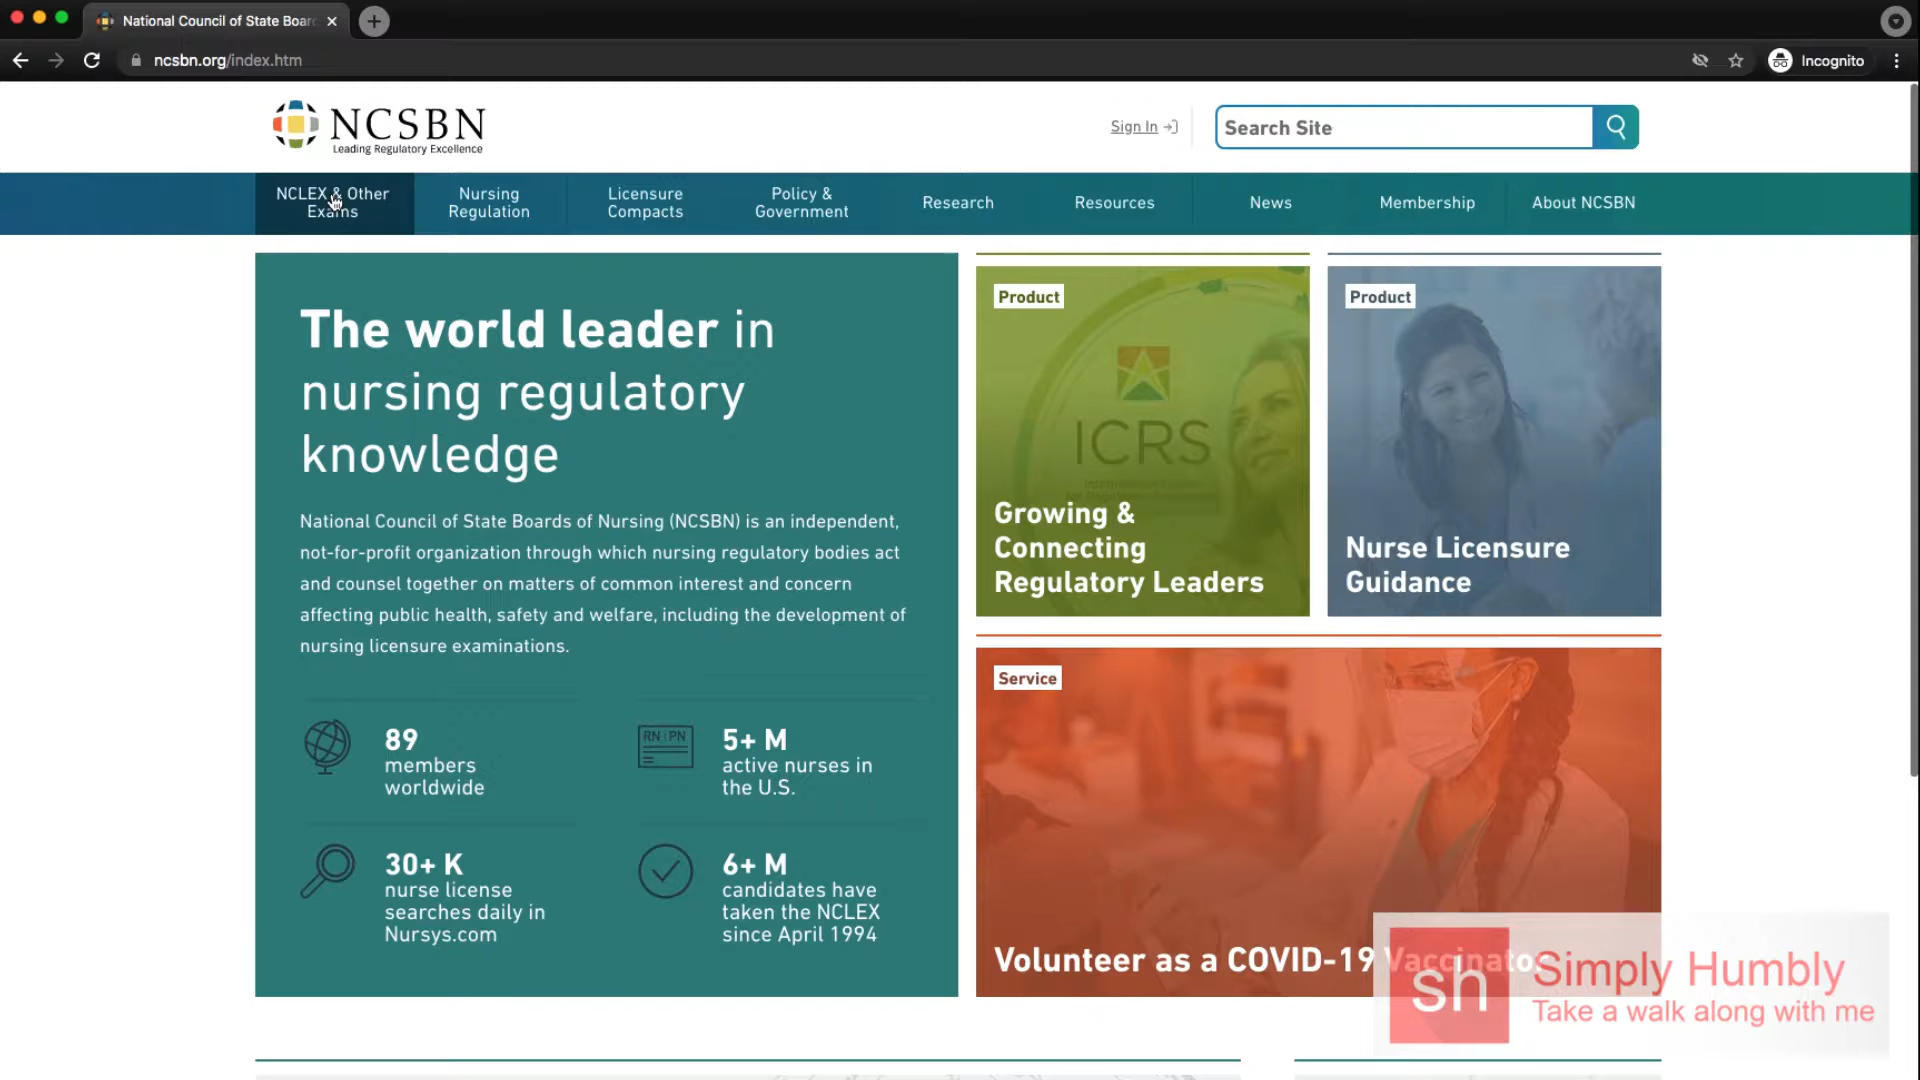 National Council of State Boar
ncsbn.org/index.htm
Incognito
NCSBN
Leading Regulatory Excellence
Sign In
Search Site
NCLEX & Other
Exams
Nursing
Regulation
Licensure
Compacts
Policy &
Government
Research
Resources
News
Membership
About NCSBN
The world leader in
nursing regulatory
knowledge
National Council of State Boards of Nursing (NCSBN) is an independent,
not-for-profit organization through which nursing regulatory bodies act
and counsel together on matters of common interest and concern
affecting public health, safety and welfare, including the development of
nursing licensure examinations.
89
members
worldwide
RN PN
5+ M
active nurses in
the U.S.
30+ K
nurse license
searches daily in
Nursys.com
6+ M
candidates have
taken the NCLEX
since April 1994
Product
ICRS
Growing &
Connecting
Regulatory Leaders
Product
Nurse Licensure
Guidance
Service
Volunteer as a COVID-19 Vaccinator
sh
Simply Humbly
Take a walk along with me